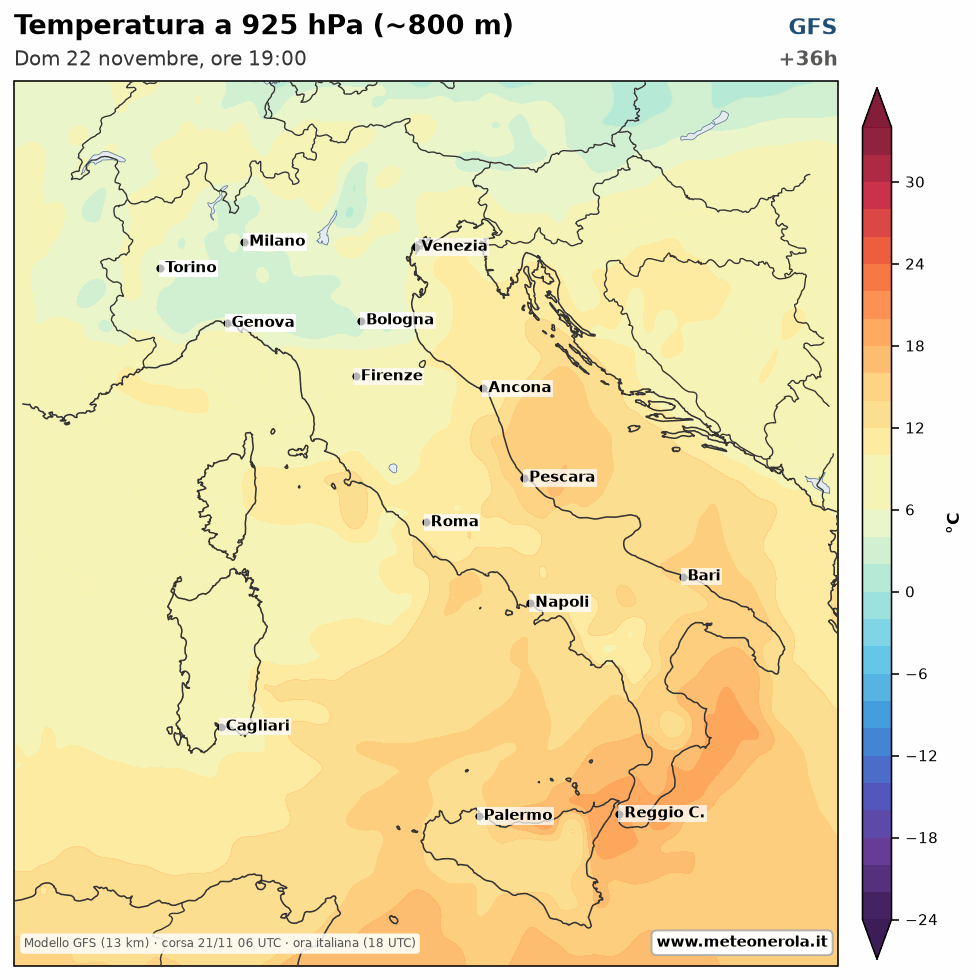 Temperatura a 925 hPa (~800 m)
GFS
Dom 22 novembre, ore 19:00
+36h
Milano
Venezia
Torino
Genova
Bologna
Firenze
Ancona
Pescara
Roma
Bari
Napoli
Cagliari
Palermo
Reggio C.
30
24
18
12
6
0
−6
−12
−18
−24
°C
Modello GFS (13 km) · corsa 21/11 06 UTC · ora italiana (18 UTC)
www.meteonerola.it